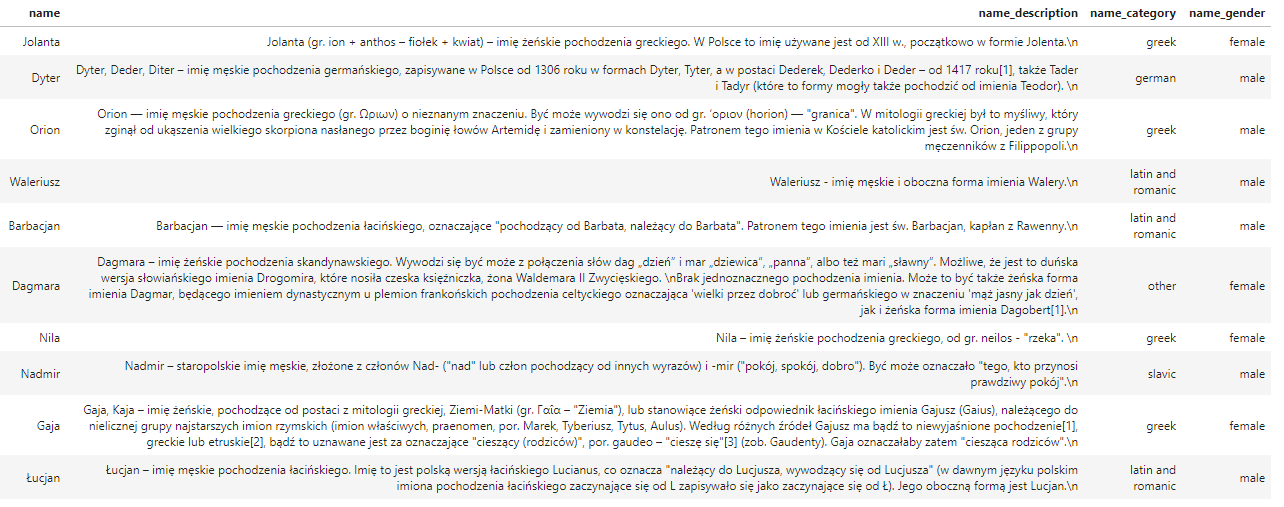 name name_description name_category name_gender
Jolanta Jolanta (gr. ion + anthos – fiołek + kwiat) – imię żeńskie pochodzenia greckiego. W Polsce to imię używane jest od XIII w., początkowo w formie Jolenta.\n greek female
Dyter, Deder, Diter – imię męskie pochodzenia germańskiego, zapisywane w Polsce od 1306 roku w formach Dyter, Tyter, a w postaci Dederek, Dederko i Deder – od 1417 roku[1], także Tader
Dyter german male
i Tadyr (które to formy mogły także pochodzić od imienia Teodor). \n
Orion — imię męskie pochodzenia greckiego (gr. Ωριων) o nieznanym znaczeniu. Być może wywodzi się ono od gr. ‘οριον (horion) — "granica". W mitologii greckiej był to myśliwy, który
Orion zginął od ukąszenia wielkiego skorpiona nasłanego przez boginię łowów Artemidę i zamieniony w konstelację. Patronem tego imienia w Kościele katolickim jest św. Orion, jeden z grupy greek male
męczenników z Filippopoli.\n
latin and
Waleriusz Waleriusz - imię męskie i oboczna forma imienia Walery.\n male
romanic
latin and
Barbacjan Barbacjan — imię męskie pochodzenia łacińskiego, oznaczające "pochodzący od Barbata, należący do Barbata". Patronem tego imienia jest św. Barbacjan, kapłan z Rawenny.\n male
romanic
Dagmara – imię żeńskie pochodzenia skandynawskiego. Wywodzi się być może z połączenia słów dag „dzień” i mar „dziewica”, „panna”, albo też mari „sławny”. Możliwe, że jest to duńska
wersja słowiańskiego imienia Drogomira, które nosiła czeska księżniczka, żona Waldemara II Zwycięskiego. \nBrak jednoznacznego pochodzenia imienia. Może to być także żeńska forma
Dagmara other female
imienia Dagmar, będącego imieniem dynastycznym u plemion frankońskich pochodzenia celtyckiego oznaczająca 'wielki przez dobroć' lub germańskiego w znaczeniu 'mąż jasny jak dzień',
jak i żeńska forma imienia Dagobert[1].\n
Nila Nila – imię żeńskie pochodzenia greckiego, od gr. neilos - "rzeka". \n greek female
Nadmir – staropolskie imię męskie, złożone z członów Nad- ("nad" lub człon pochodzący od innych wyrazów) i -mir ("pokój, spokój, dobro"). Być może oznaczało "tego, kto przynosi
Nadmir slavic male
prawdziwy pokój".\n
Gaja, Kaja – imię żeńskie, pochodzące od postaci z mitologii greckiej, Ziemi-Matki (gr. Γαῖα – "Ziemia"), lub stanowiące żeński odpowiednik łacińskiego imienia Gajusz (Gaius), należącego do
Gaja nielicznej grupy najstarszych imion rzymskich (imion właściwych, praenomen, por. Marek, Tyberiusz, Tytus, Aulus). Według różnych źródeł Gajusz ma bądź to niewyjaśnione pochodzenie[1], greek female
greckie lub etruskie[2], bądź to uznawane jest za oznaczające "cieszący (rodziców)", por. gaudeo – "cieszę się"[3] (zob. Gaudenty). Gaja oznaczałaby zatem "ciesząca rodziców".\n
Łucjan – imię męskie pochodzenia łacińskiego. Imię to jest polską wersją łacińskiego Lucianus, co oznacza "należący do Lucjusza, wywodzący się od Lucjusza" (w dawnym języku polskim latin and
Łucjan male
imiona pochodzenia łacińskiego zaczynające się od L zapisywało się jako zaczynające się od Ł). Jego oboczną formą jest Lucjan.\n romanic